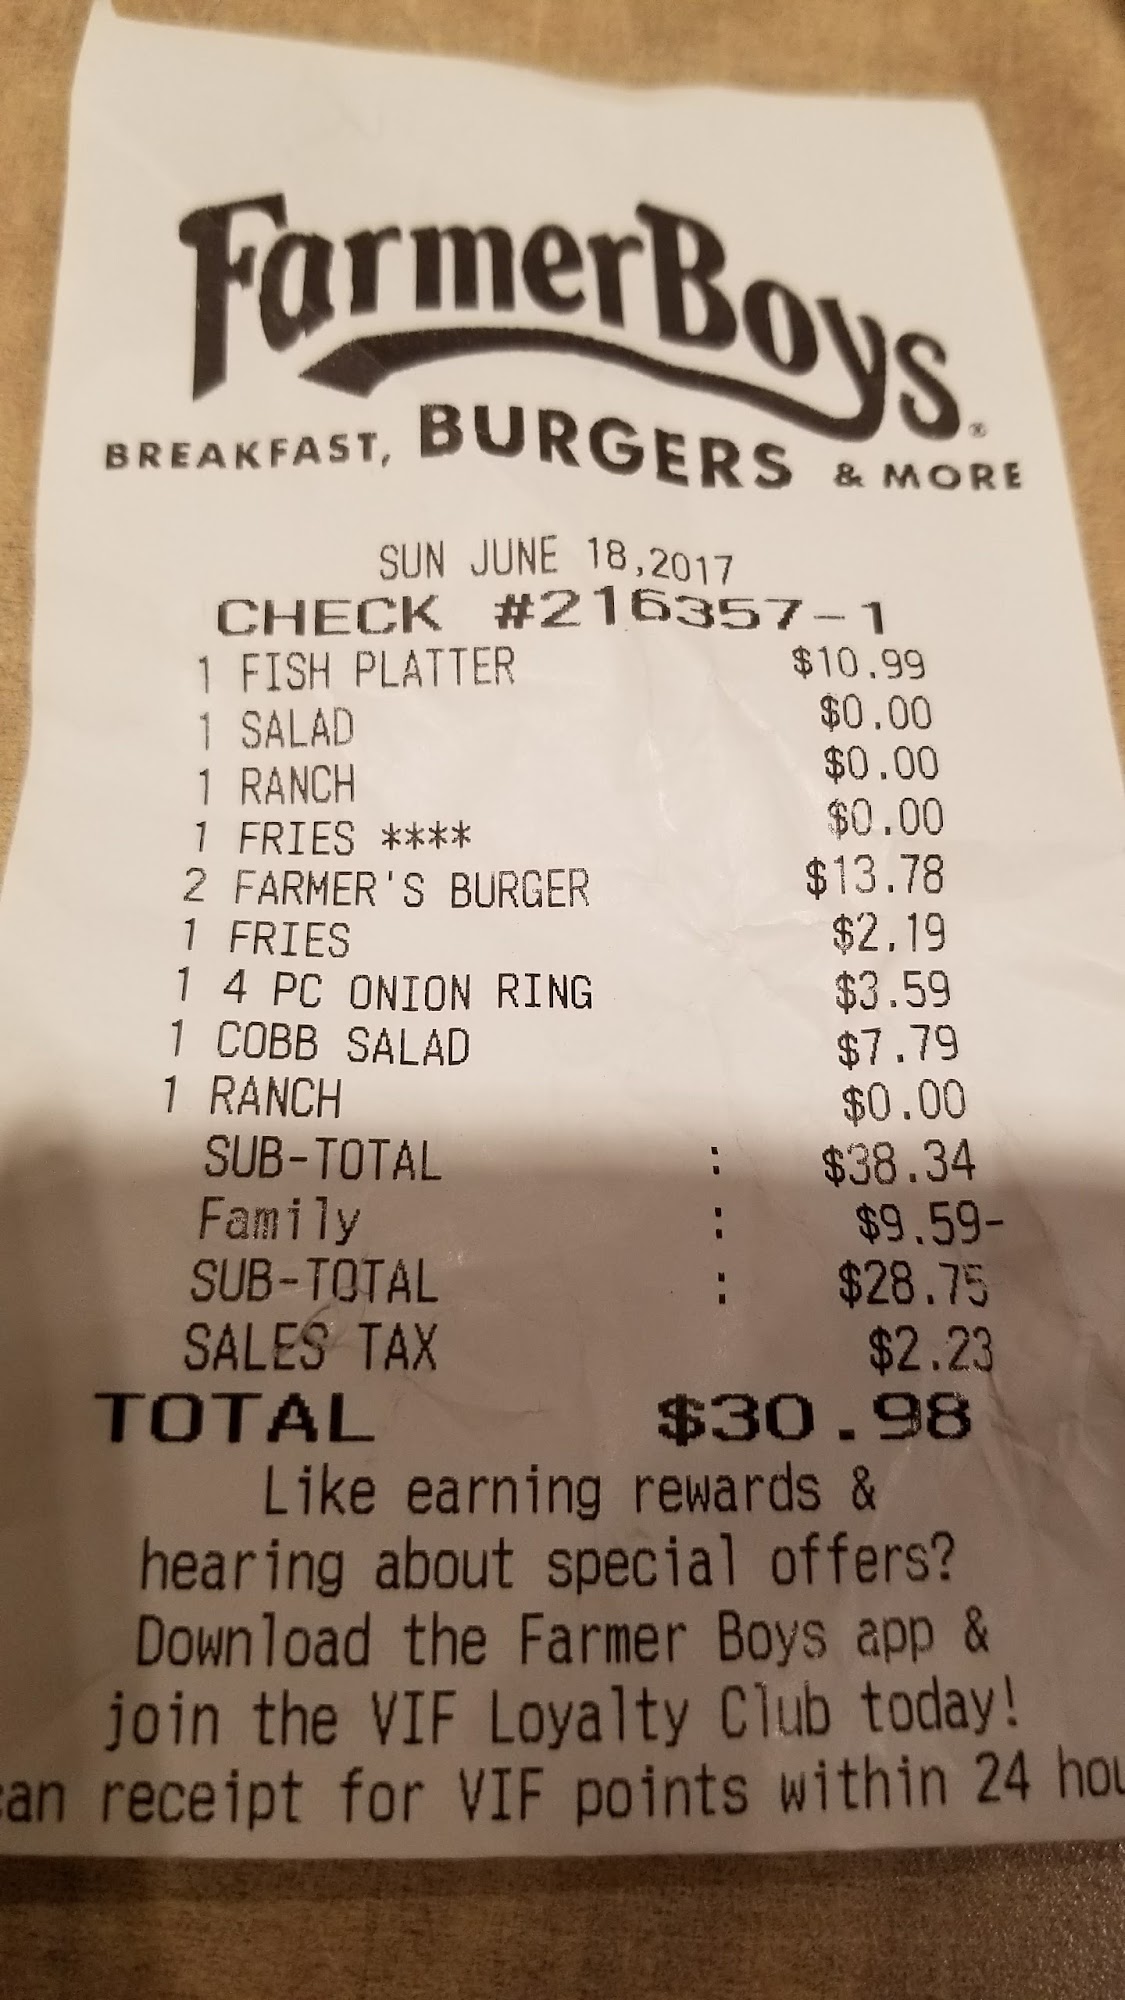 FarmerBoys®
BREAKFAST, BURGERS & MORE
SUN JUNE 18,2017
CHECK #216357-1
1 FISH PLATTER $10.99
1 SALAD $0.00
1 RANCH $0.00
1 FRIES **** $0.00
2 FARMER'S BURGER $13.78
1 FRIES $2.19
1 4 PC ONION RING $3.59
1 COBB SALAD $7.79
1 RANCH $0.00
SUB-TOTAL : $38.34
Family : $9.59-
SUB-TOTAL : $28.75
SALES TAX $2.23
TOTAL $30.98
Like earning rewards &
hearing about special offers?
Download the Farmer Boys app &
join the VIF Loyalty Club today!
can receipt for VIF points within 24 hou